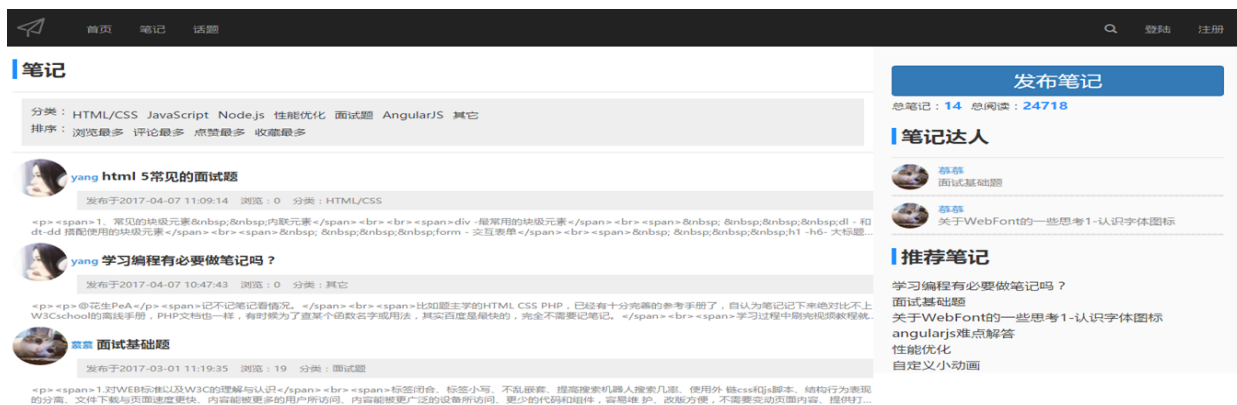 首页 笔记 话题 登陆 注册
笔记
分类： HTML/CSS JavaScript Node.js 性能优化 面试题 AngularJS 其它
排序： 浏览最多 评论最多 点赞最多 收藏最多
yang html 5常见的面试题
发布于2017-04-07 11:09:14 浏览：0 分类：HTML/CSS
<p><span>1、常见的块级元素&nbsp;&nbsp;内联元素</span><br><br><span>div -最常用的块级元素</span><br><span>&nbsp; &nbsp;&nbsp;&nbsp;dl - 和
dt-dd 搭配使用的块级元素</span><br><span>&nbsp; &nbsp;&nbsp;&nbsp;form - 交互表单</span><br><span>&nbsp; &nbsp;&nbsp;&nbsp;h1 -h6- 大标题...
yang 学习编程有必要做笔记吗？
发布于2017-04-07 10:47:43 浏览：0 分类：其它
<p><p>@花生PeA</p><span>记不记笔记看情况。</span><br><span>比如题主学的HTML CSS PHP，已经有十分完善的参考手册了，自认为笔记记下来绝对比不上
W3Cschool的离线手册，PHP文档也一样，有时候为了查某个函数名字或用法，其实百度是最快的，完全不需要记笔记。</span><br><span>学习过程中刷完视频教程就...
慕慕 面试基础题
发布于2017-03-01 11:19:35 浏览：19 分类：面试题
<p><span>1.对WEB标准以及W3C的理解与认识</span><br><span>标签闭合、标签小写、不乱嵌套、提高搜索机器人搜索几率、使用外 链css和js脚本、结构行为表现
的分离、文件下载与页面速度更快、内容能被更多的用户所访问、内容能被更广泛的设备所访问、更少的代码和组件，容易维 护、改版方便，不需要变动页面内容、提供打...
发布笔记
总笔记：14 总阅读：24718
笔记达人
慕慕
面试基础题
慕慕
关于WebFont的一些思考1-认识字体图标
推荐笔记
学习编程有必要做笔记吗？
面试基础题
关于WebFont的一些思考1-认识字体图标
angularjs难点解答
性能优化
自定义小动画